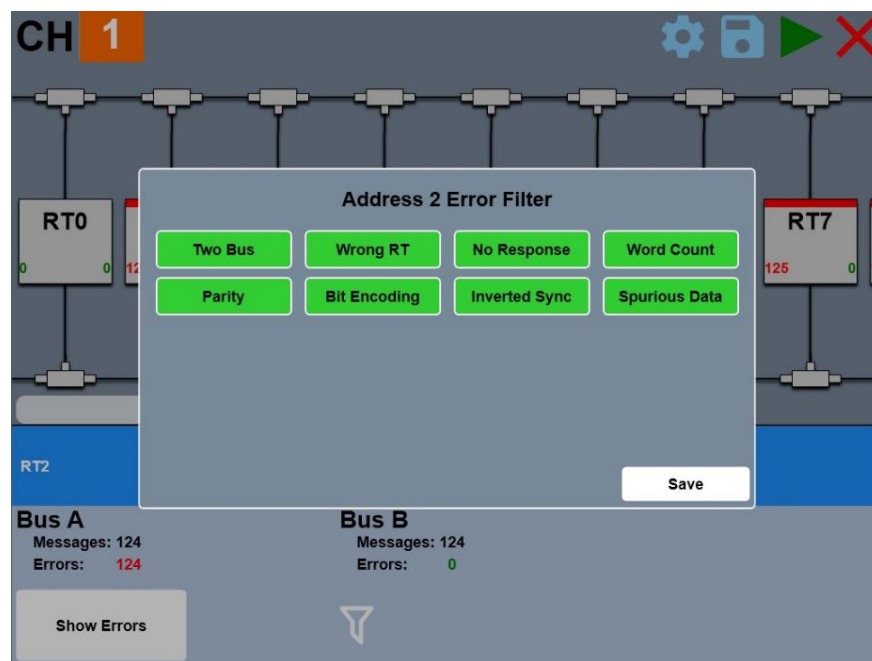 CH 1
Address 2 Error Filter
RT0
RT7
Two Bus Wrong RT No Response Word Count
0 0 12 125 0
Parity Bit Encoding Inverted Sync Spurious Data
RT2
Save
Bus A Bus B
Messages: 124 Messages: 124
Errors: 124 Errors: 0
Show Errors